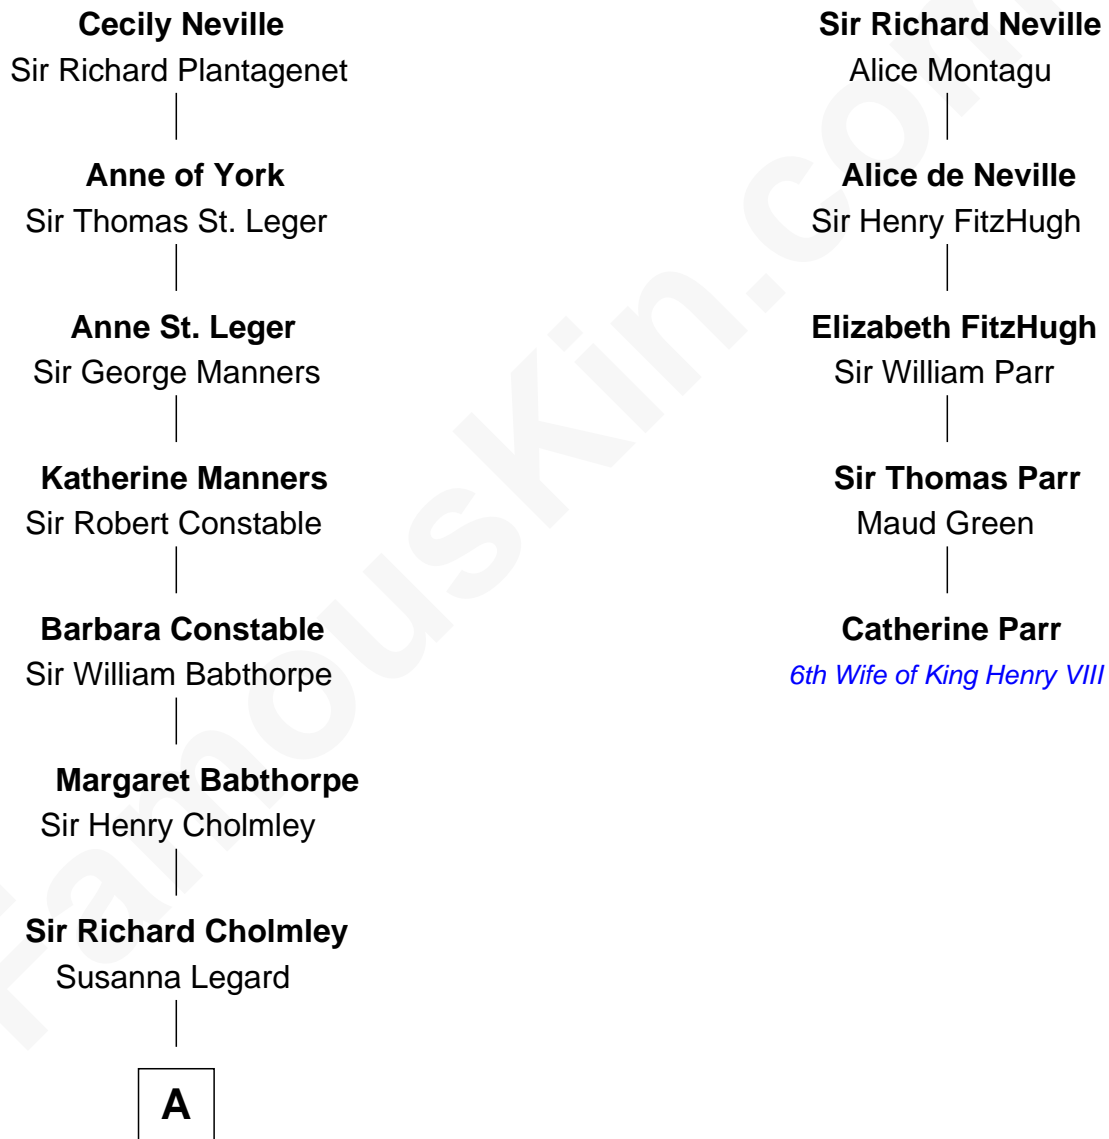 Cecily Neville
Sir Richard Plantagenet
Anne of York
Sir Thomas St. Leger
Anne St. Leger
Sir George Manners
Katherine Manners
Sir Robert Constable
Barbara Constable
Sir William Babthorpe
Margaret Babthorpe
Sir Henry Cholmley
Sir Richard Cholmley
Susanna Legard
A
Sir Richard Neville
Alice Montagu
Alice de Neville
Sir Henry FitzHugh
Elizabeth FitzHugh
Sir William Parr
Sir Thomas Parr
Maud Green
Catherine Parr
6th Wife of King Henry VIII
FamousKin.com